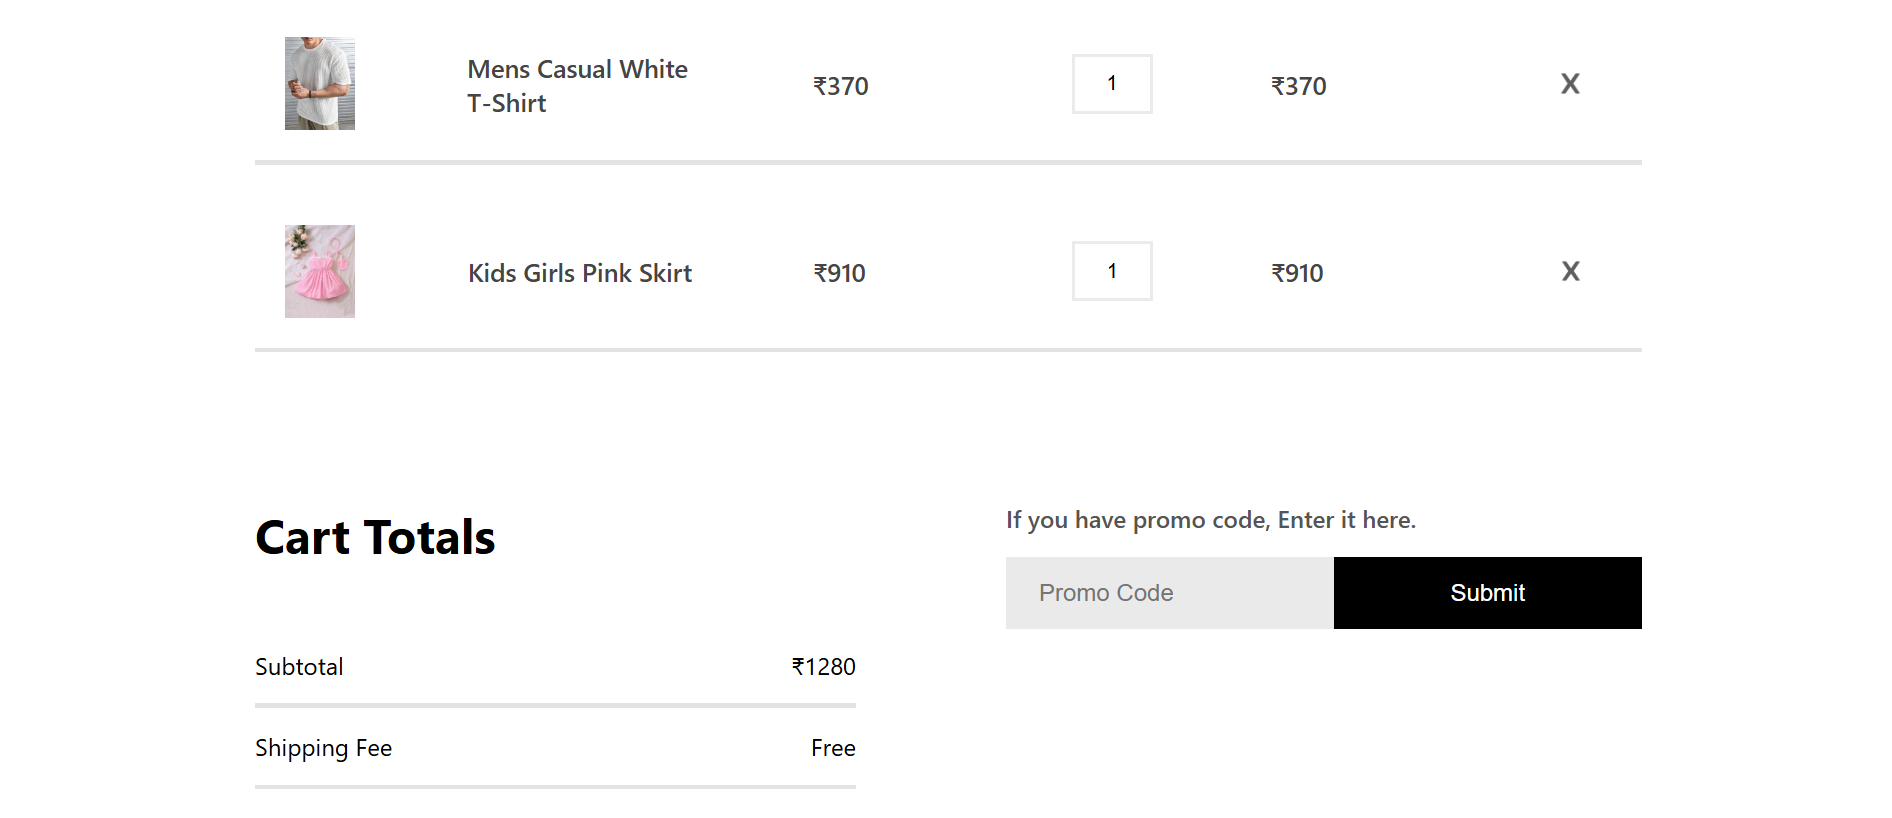 Mens Casual White
T-Shirt
₹370
1
₹370
X
Kids Girls Pink Skirt
₹910
1
₹910
X
Cart Totals
Subtotal
₹1280
Shipping Fee
Free
If you have promo code, Enter it here.
Promo Code
Submit